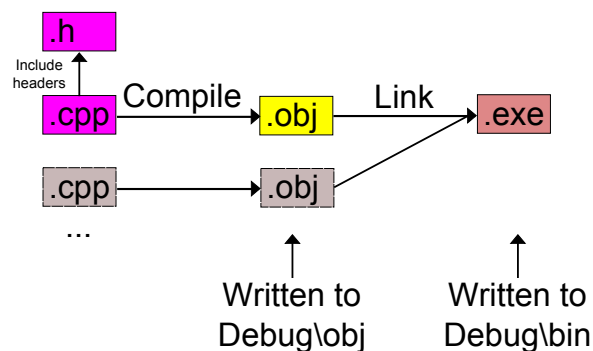 .h
Include
headers
.cpp Compile .obj Link .exe
.cpp .obj
...
Written to Written to
Debug\obj Debug\bin